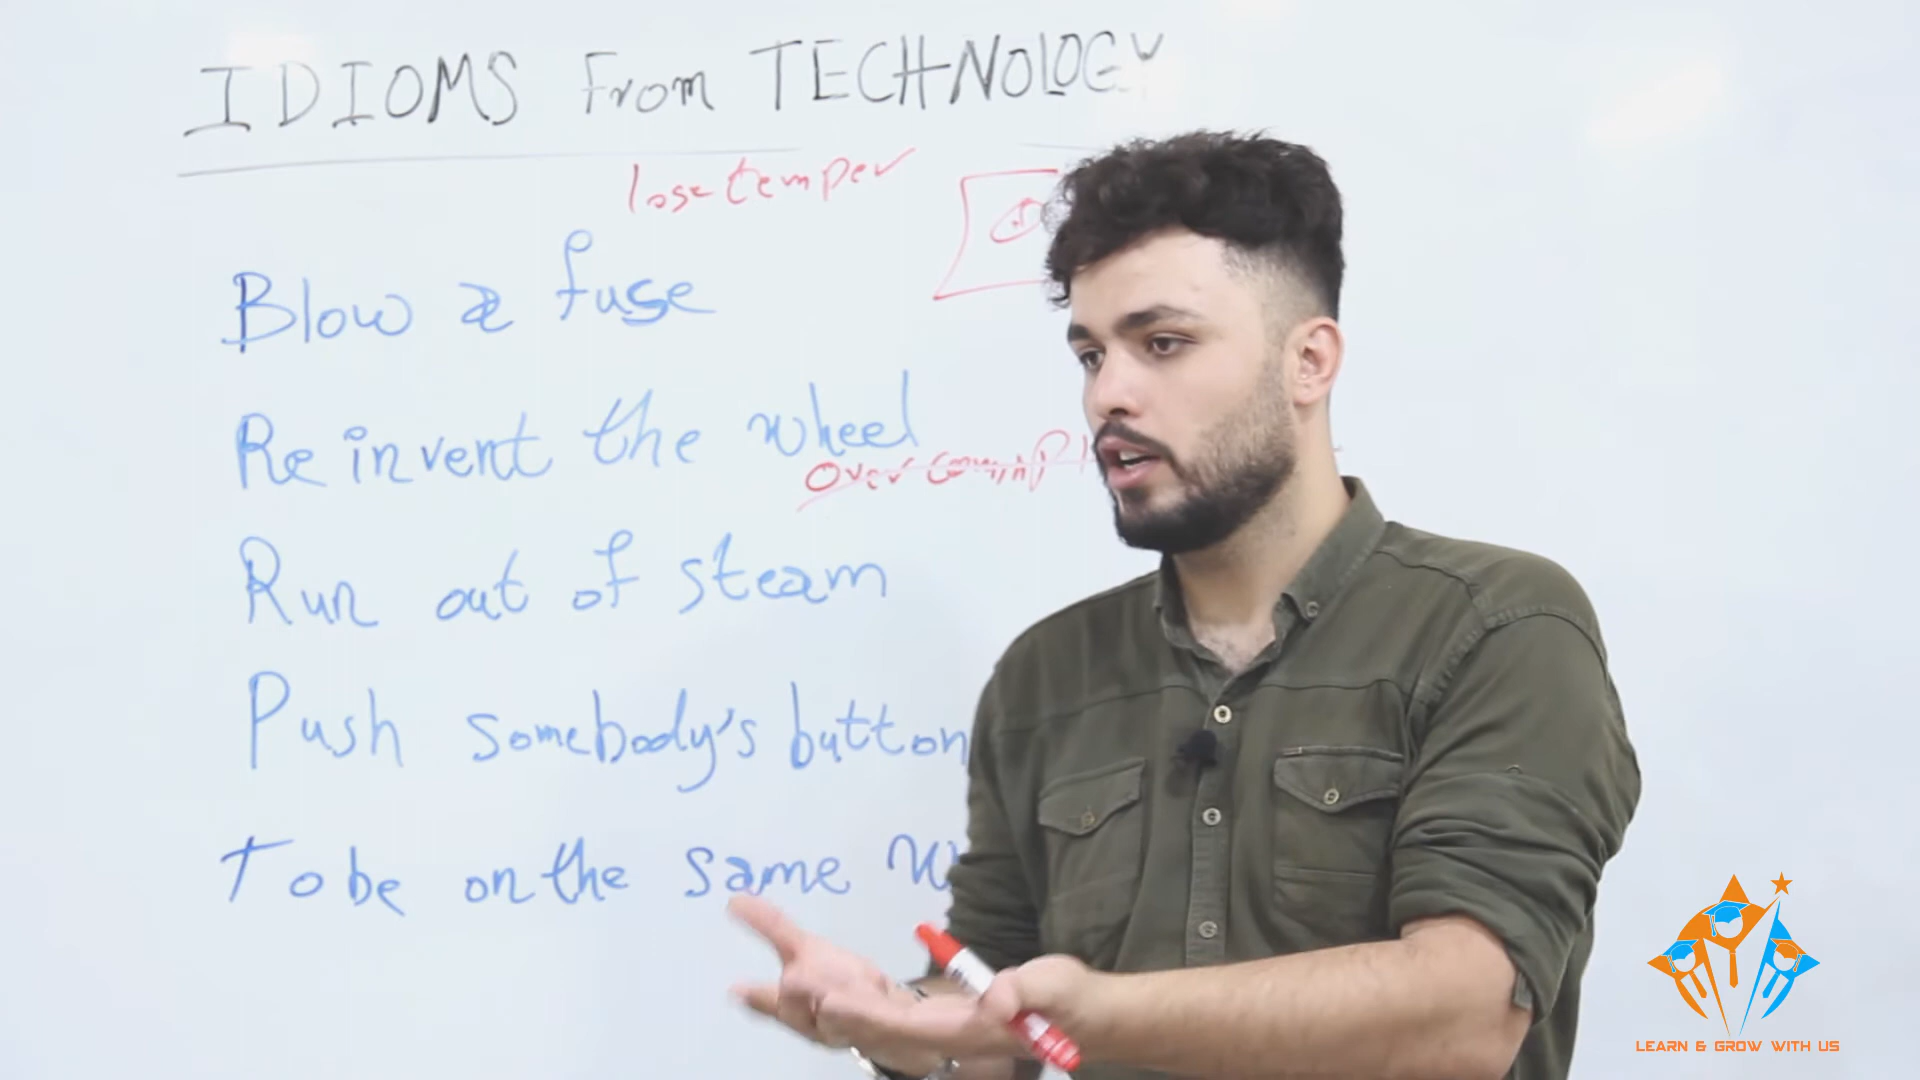 IDIOMS From TECHNOLOGY
lose temper
Blow a fuse
Reinvent the wheel
Over
Run out of steam
Push somebody's button
To be on the same
LEARN & GROW WITH US